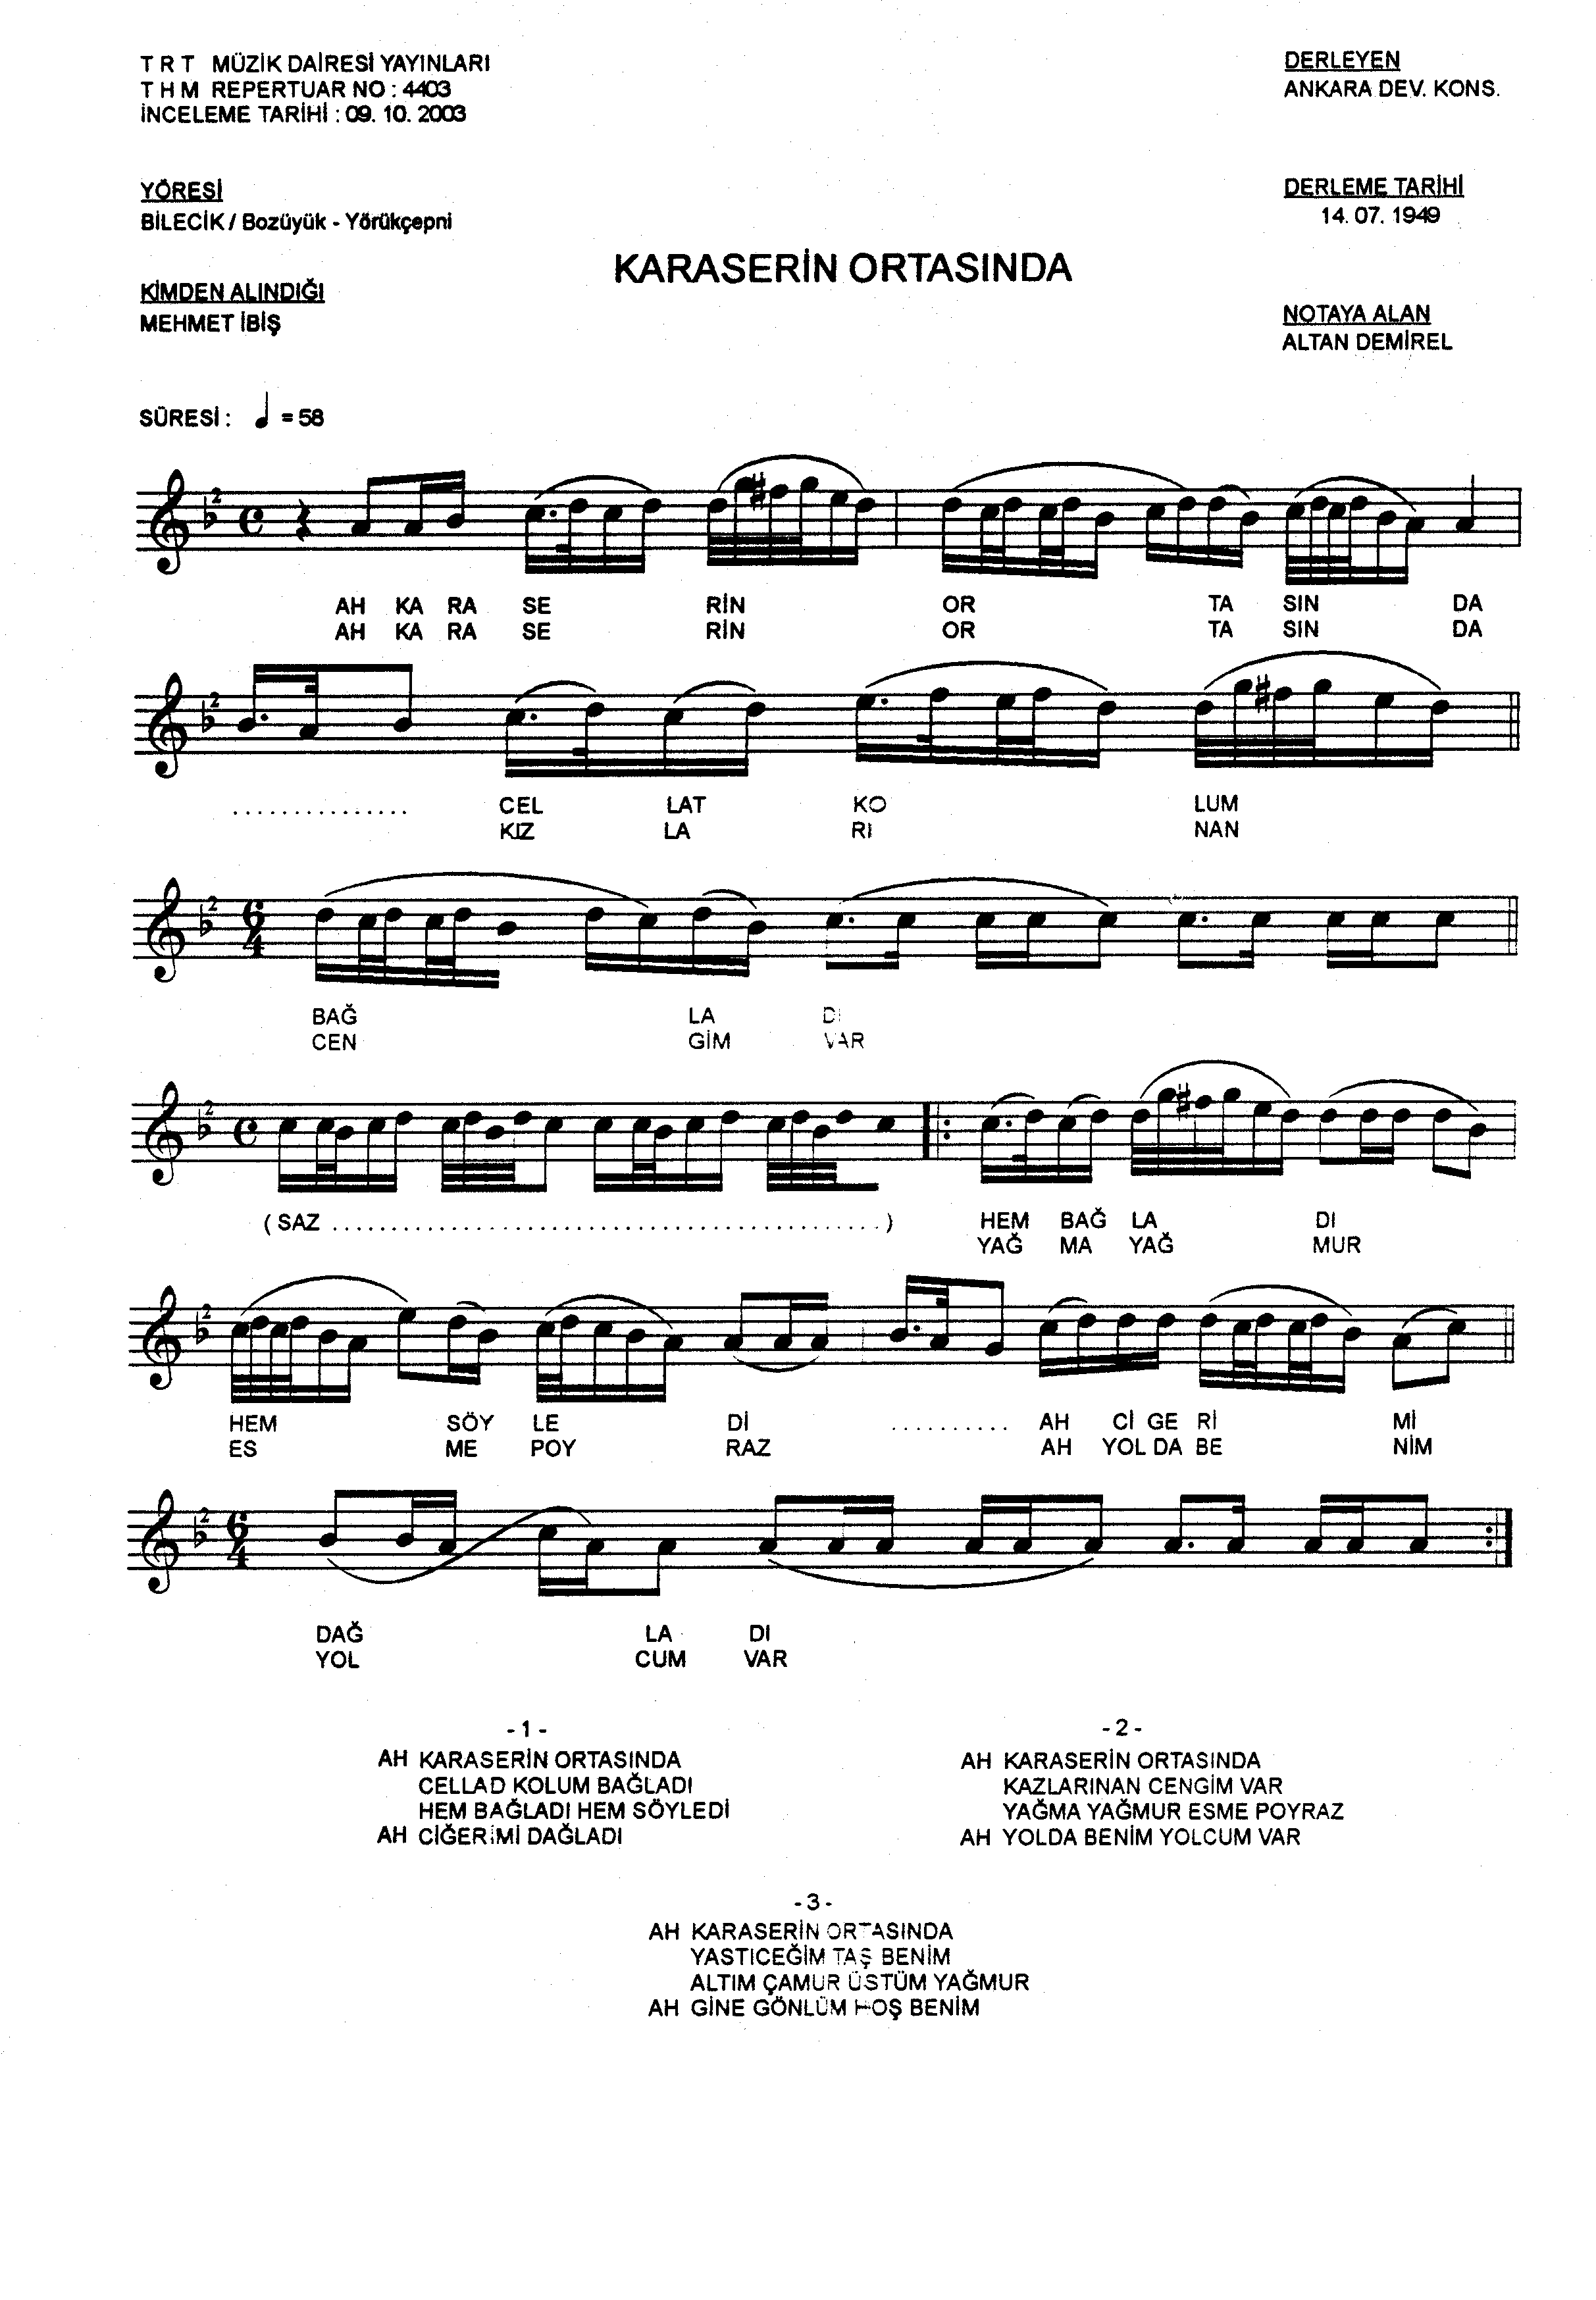 T R T MÜZİK DAİRESİ YAYINLARI
T H M REPERTUAR NO : 4403
İNCELEME TARİHİ : 09. 10. 2003
DERLEYEN
ANKARA DEV. KONS.
YÖRESİ
BİLECİK / Bozüyük - Yörükçepni
DERLEME TARİHİ
14. 07. 1949
KARASERİN ORTASINDA
KİMDEN ALINDIĞI
MEHMET İBİŞ
NOTAYA ALAN
ALTAN DEMİREL
SÜRESİ : = 58
AH KA RA SE RİN OR TA SIN DA
AH KA RA SE RİN OR TA SIN DA
. . . . . . . . . . . . . . . CEL LAT KO LUM
KIZ LA RI NAN
BAĞ LA DI
CEN GİM VAR
( SAZ . . . . . . . . . . . . . . . . . . . . . . . . . . . . . . . . . . . . . . . . . . . . . . ) HEM BAĞ LA DI
YAĞ MA YAĞ MUR
HEM SÖY LE Dİ . . . . . . . . . . AH Cİ GE Rİ Mİ
ES ME POY RAZ AH YOL DA BE NİM
DAĞ LA DI
YOL CUM VAR
- 1 -
AH KARASERİN ORTASINDA
CELLAD KOLUM BAĞLADI
HEM BAĞLADI HEM SÖYLEDİ
AH CİĞERİMİ DAĞLADI
- 2 -
AH KARASERİN ORTASINDA
KAZLARINAN CENGİM VAR
YAĞMA YAĞMUR ESME POYRAZ
AH YOLDA BENİM YOLCUM VAR
- 3 -
AH KARASERİN ORTASINDA
YASTICEĞİM TAŞ BENİM
ALTIM ÇAMUR ÜSTÜM YAĞMUR
AH GİNE GÖNLÜM HOŞ BENİM